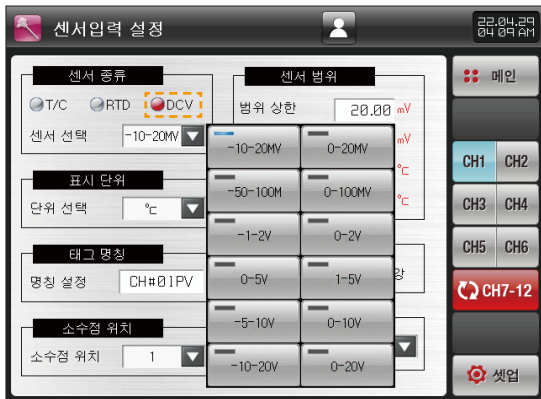 센서입력 설정
22.04.29
04 09 AM
센서 종류
T/C
RTD
DCV
센서 선택
-10-20MV
센서 범위
범위 상한
20.00 mV
mV
℃
℃
표시 단위
단위 선택
℃
태그 명칭
명칭 설정
CH#01PV
소수점 위치
소수점 위치
1
-10-20MV
0-20MV
-50-100M
0-100MV
-1-2V
0-2V
0-5V
1-5V
-5-10V
0-10V
-10-20V
0-20V
메인
CH1
CH2
CH3
CH4
CH5
CH6
CH7-12
셋업